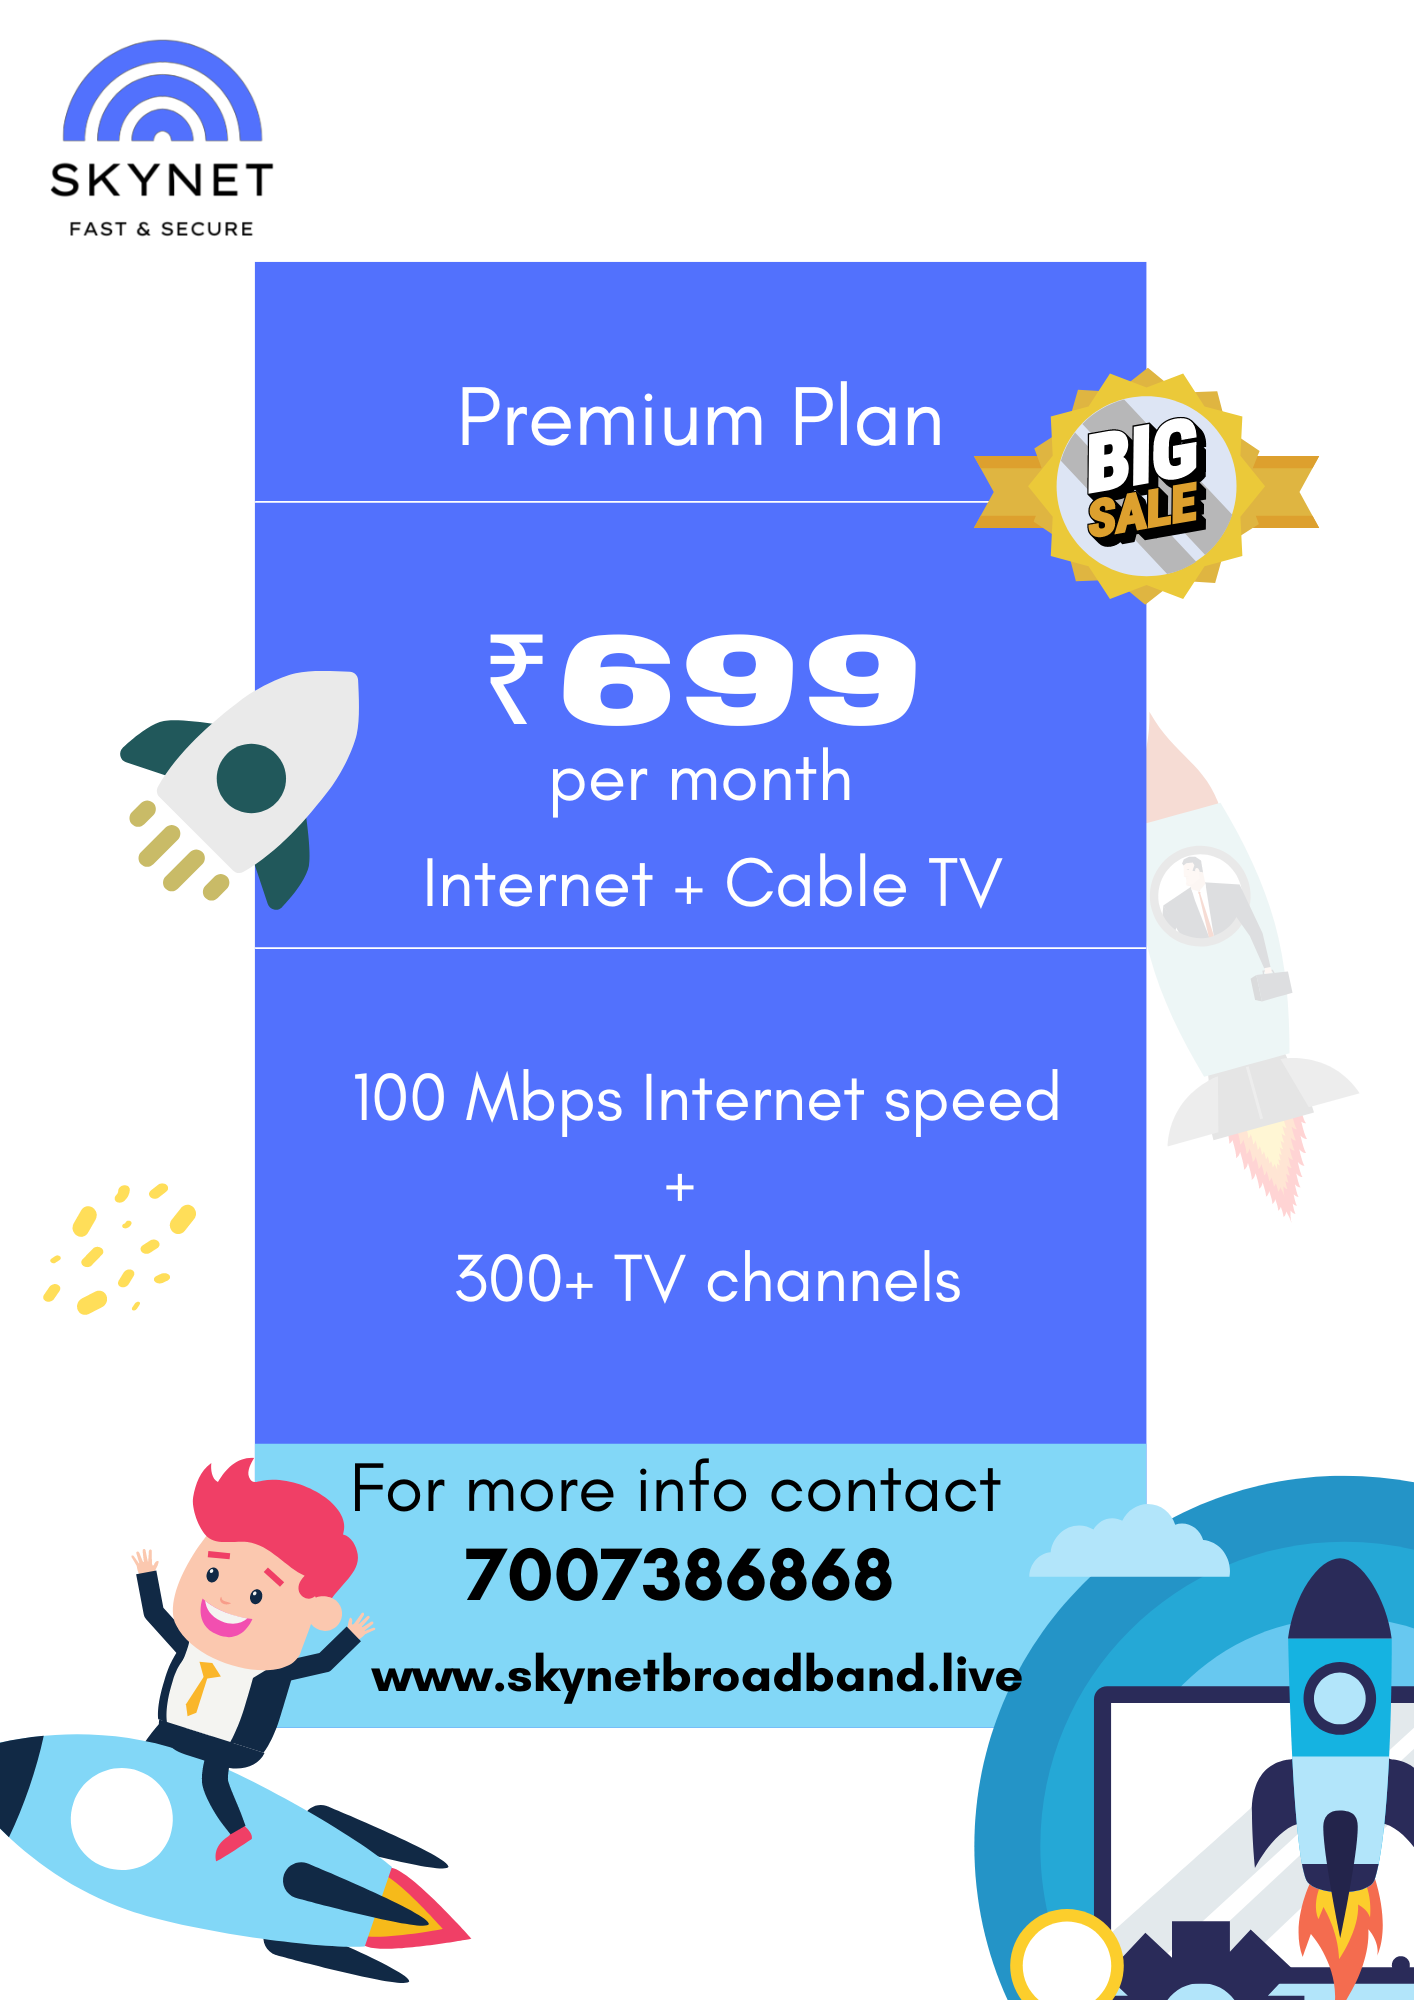 SKYNET
FAST & SECURE
Premium Plan
BIG
SALE
₹699
per month
Internet + Cable TV
100 Mbps Internet speed
+
300+ TV channels
For more info contact
7007386868
www.skynetbroadband.live